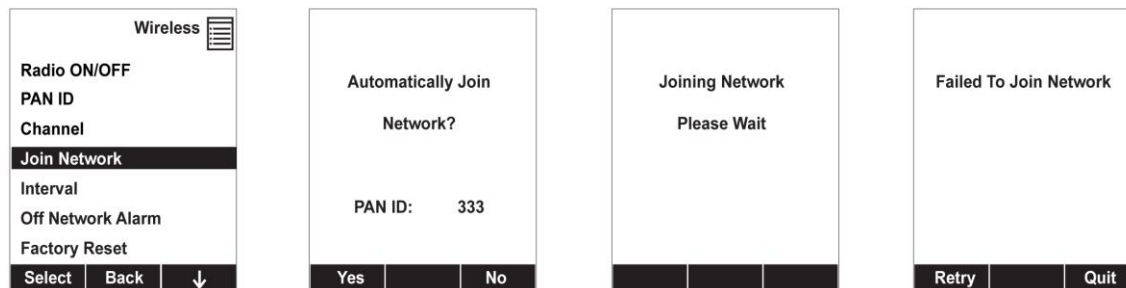 Wireless
Radio ON/OFF
PAN ID
Channel
Join Network
Interval
Off Network Alarm
Factory Reset
Select Back ↓
Automatically Join
Network?
PAN ID: 333
Yes No
Joining Network
Please Wait
Failed To Join Network
Retry Quit